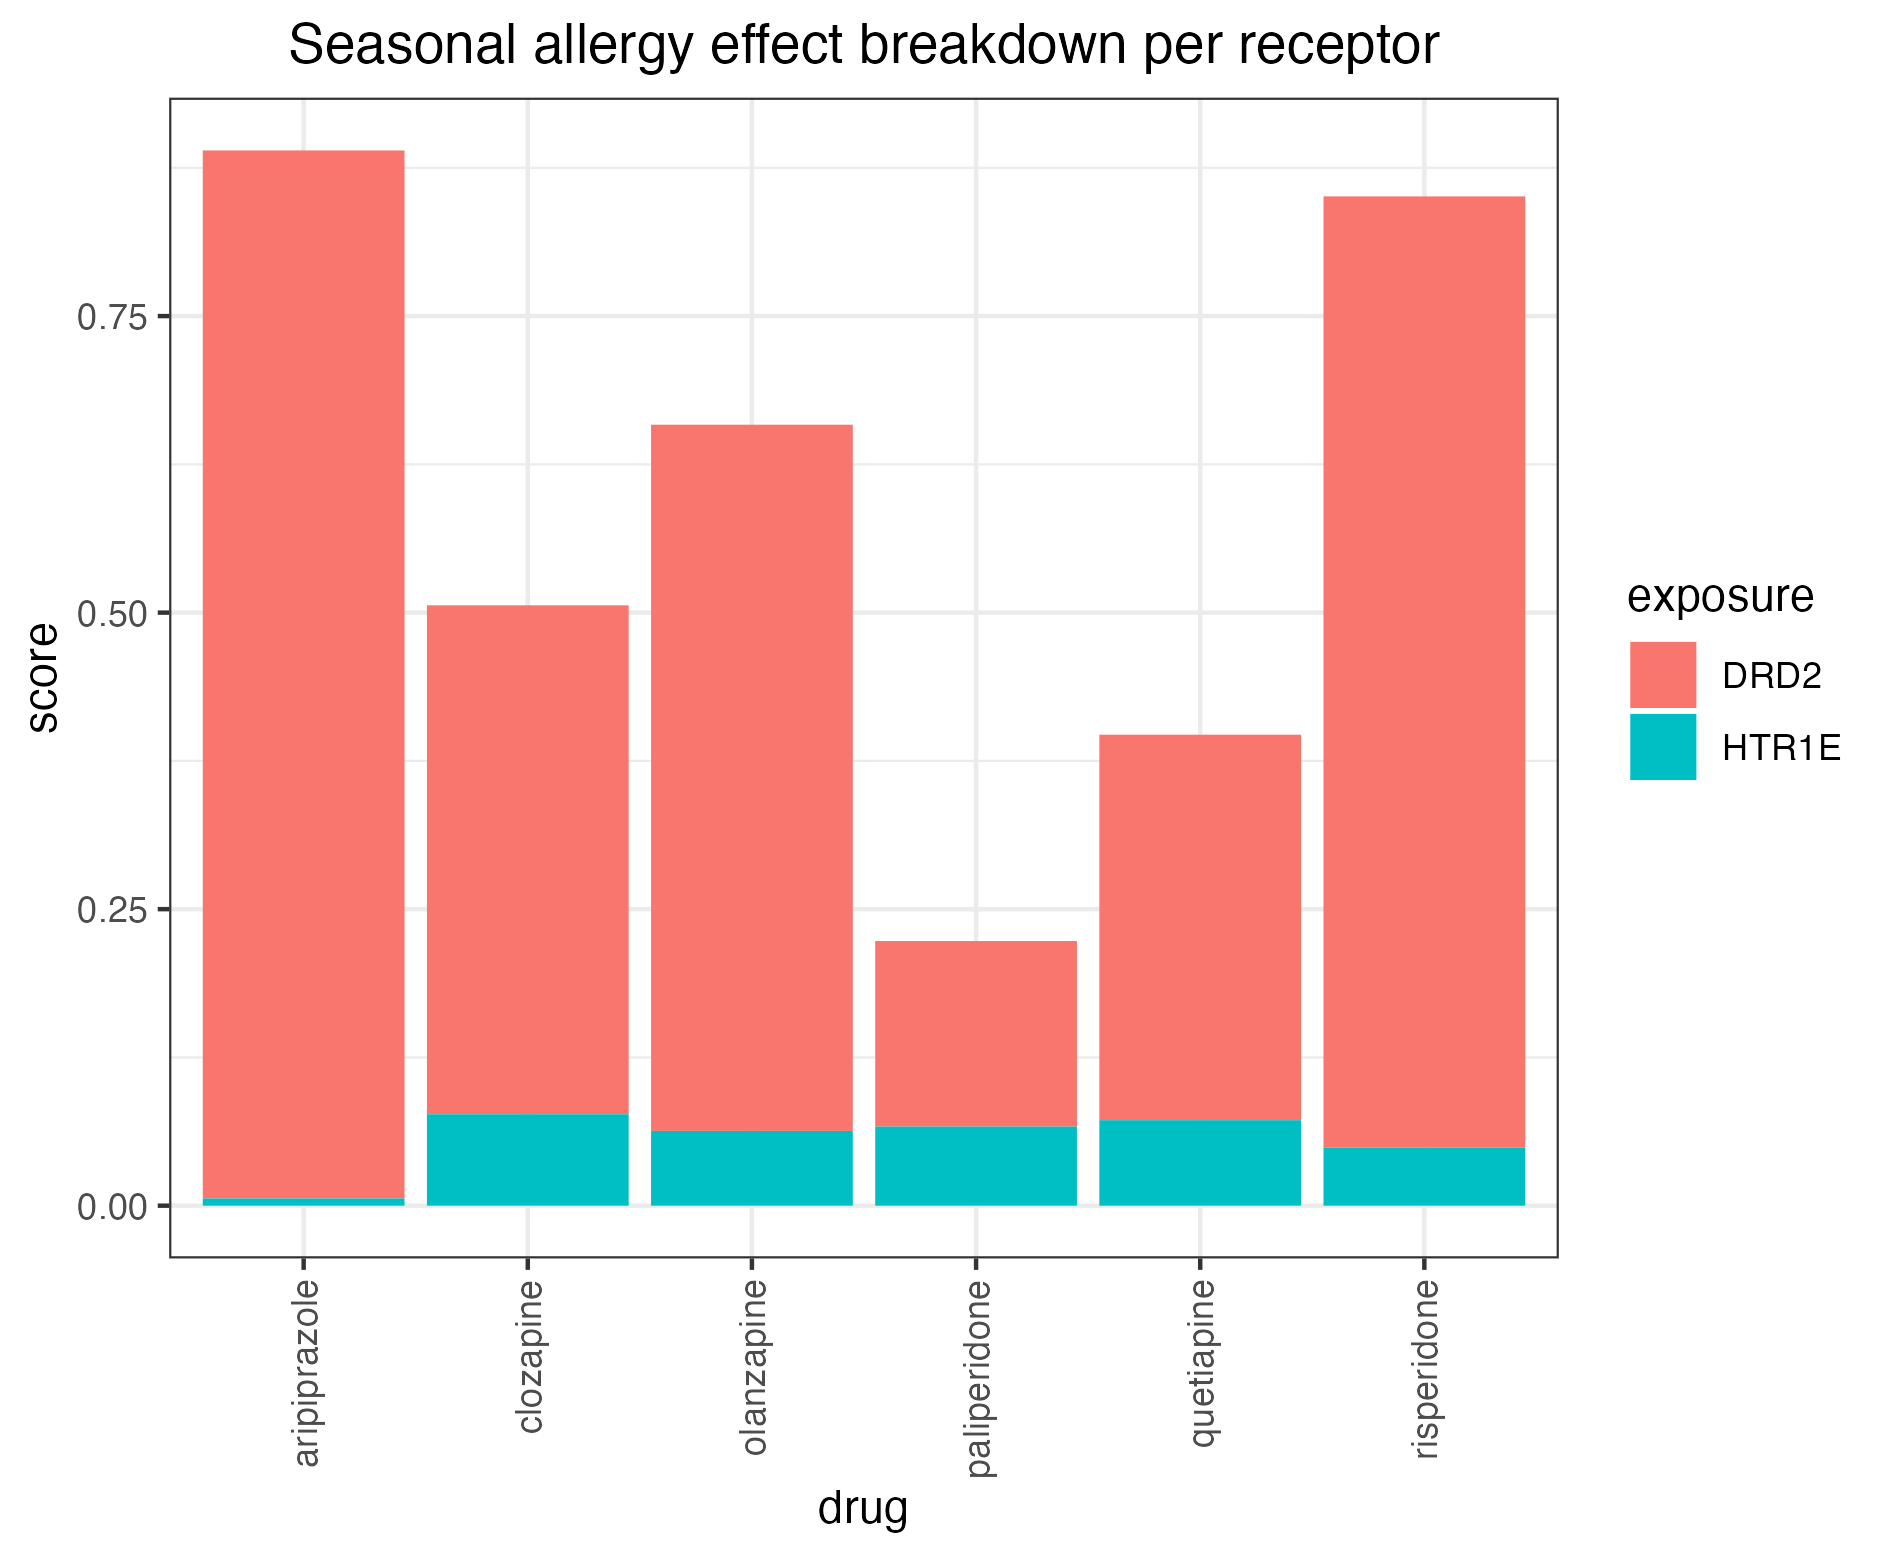 Seasonal allergy effect breakdown per receptor
score
0.75
0.50
0.25
0.00
aripiprazole
clozapine
olanzapine
paliperidone
quetiapine
risperidone
drug
exposure
DRD2
HTR1E